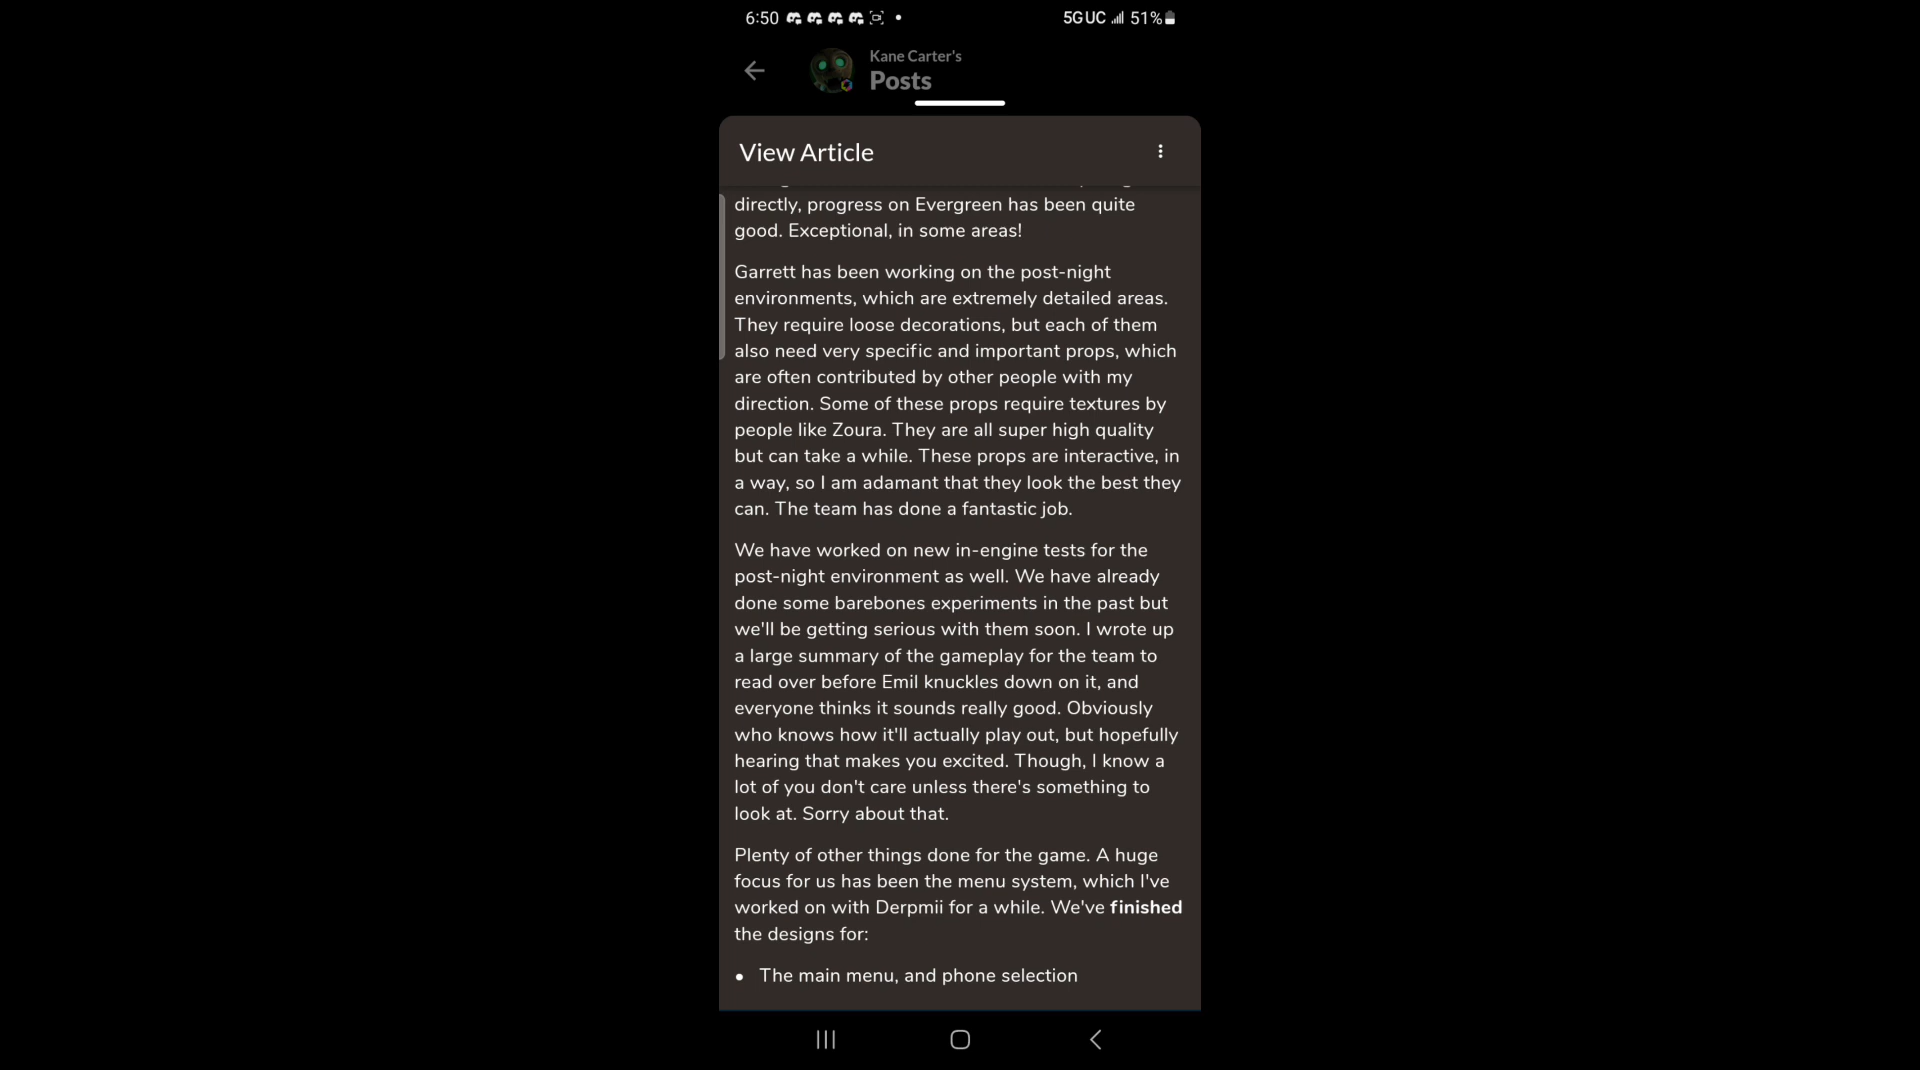 6:50
5G UC 51%
Kane Carter's
Posts
View Article
directly, progress on Evergreen has been quite
good. Exceptional, in some areas!
Garrett has been working on the post-night
environments, which are extremely detailed areas.
They require loose decorations, but each of them
also need very specific and important props, which
are often contributed by other people with my
direction. Some of these props require textures by
people like Zoura. They are all super high quality
but can take a while. These props are interactive, in
a way, so I am adamant that they look the best they
can. The team has done a fantastic job.
We have worked on new in-engine tests for the
post-night environment as well. We have already
done some barebones experiments in the past but
we'll be getting serious with them soon. I wrote up
a large summary of the gameplay for the team to
read over before Emil knuckles down on it, and
everyone thinks it sounds really good. Obviously
who knows how it'll actually play out, but hopefully
hearing that makes you excited. Though, I know a
lot of you don't care unless there's something to
look at. Sorry about that.
Plenty of other things done for the game. A huge
focus for us has been the menu system, which I've
worked on with Derpmii for a while. We've finished
the designs for:
• The main menu, and phone selection